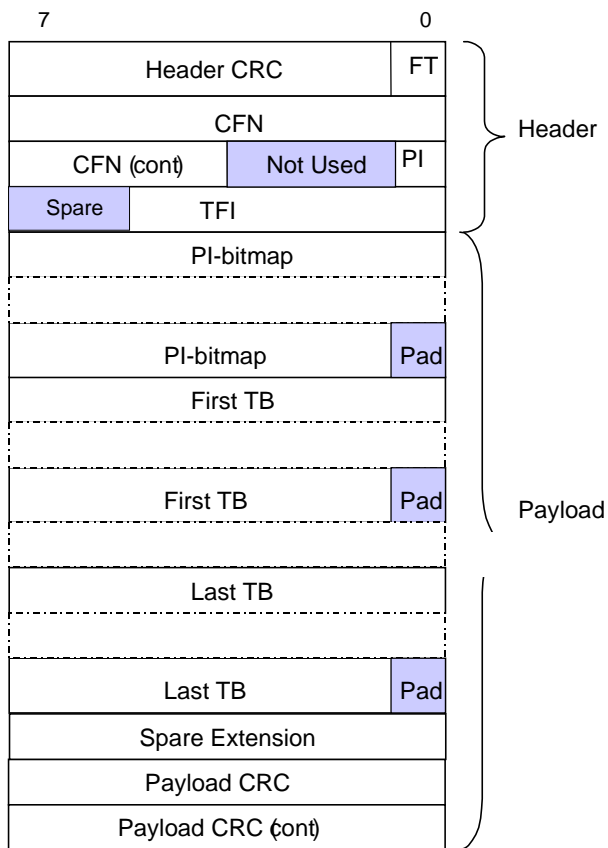 7 0
Header CRC FT
CFN
Header
CFN (cont) Not Used PI
Spare TFI
PI-bitmap
PI-bitmap Pad
First TB
First TB Pad
Payload
Last TB
Last TB Pad
Spare Extension
Payload CRC
Payload CRC (cont)